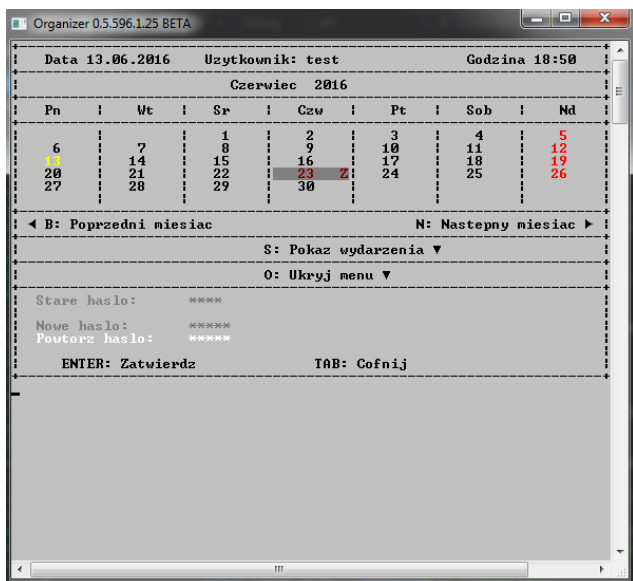 Organizer 0.5.596.1.25 BETA
Data 13.06.2016 Uzytkownik: test Godzina 18:50
Czerwiec 2016
Pn Wt Sr Czw Pt Sob Nd
1 2 3 4 5
6 7 8 9 10 11 12
13 14 15 16 17 18 19
20 21 22 23 Z 24 25 26
27 28 29 30
◄ B: Poprzedni miesiac N: Nastepny miesiac ►
S: Pokaz wydarzenia ▼
O: Ukryj menu ▼
Stare haslo: ****
Nowe haslo: *****
Powtorz haslo: *****
ENTER: Zatwierdz TAB: Cofnij